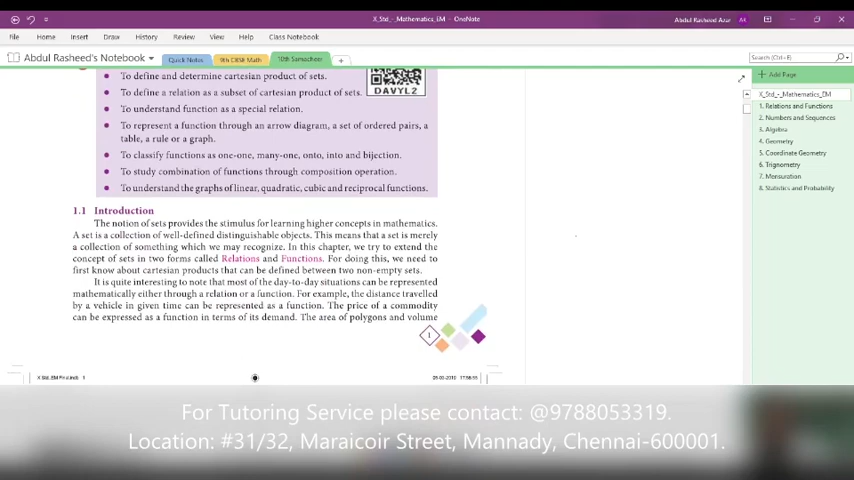 X_Std_-_Mathematics_EM - OneNote
Abdul Rasheed Azar
AK
File Home Insert Draw History Review View Help Class Notebook
Abdul Rasheed's Notebook
Quick Notes
9th CBSE Math
10th Samacheer
Search (Ctrl+E)
Add Page
X_Std_-_Mathematics_EM
1. Relations and Functions
2. Numbers and Sequences
3. Algebra
4. Geometry
5. Coordinate Geometry
6. Trignometry
7. Mensuration
8. Statistics and Probability
• To define and determine cartesian product of sets.
• To define a relation as a subset of cartesian product of sets.
DAVYL2
• To understand function as a special relation.
• To represent a function through an arrow diagram, a set of ordered pairs, a
table, a rule or a graph.
• To classify functions as one-one, many-one, onto, into and bijection.
• To study combination of functions through composition operation.
• To understand the graphs of linear, quadratic, cubic and reciprocal functions.
1.1 Introduction
The notion of sets provides the stimulus for learning higher concepts in mathematics.
A set is a collection of well-defined distinguishable objects. This means that a set is merely
a collection of something which we may recognize. In this chapter, we try to extend the
concept of sets in two forms called Relations and Functions. For doing this, we need to
first know about cartesian products that can be defined between two non-empty sets.
It is quite interesting to note that most of the day-to-day situations can be represented
mathematically either through a relation or a function. For example, the distance travelled
by a vehicle in given time can be represented as a function. The price of a commodity
can be expressed as a function in terms of its demand. The area of polygons and volume
1
For Tutoring Service please contact: @9788053319.
Location: #31/32, Maraicoir Street, Mannady, Chennai-600001.